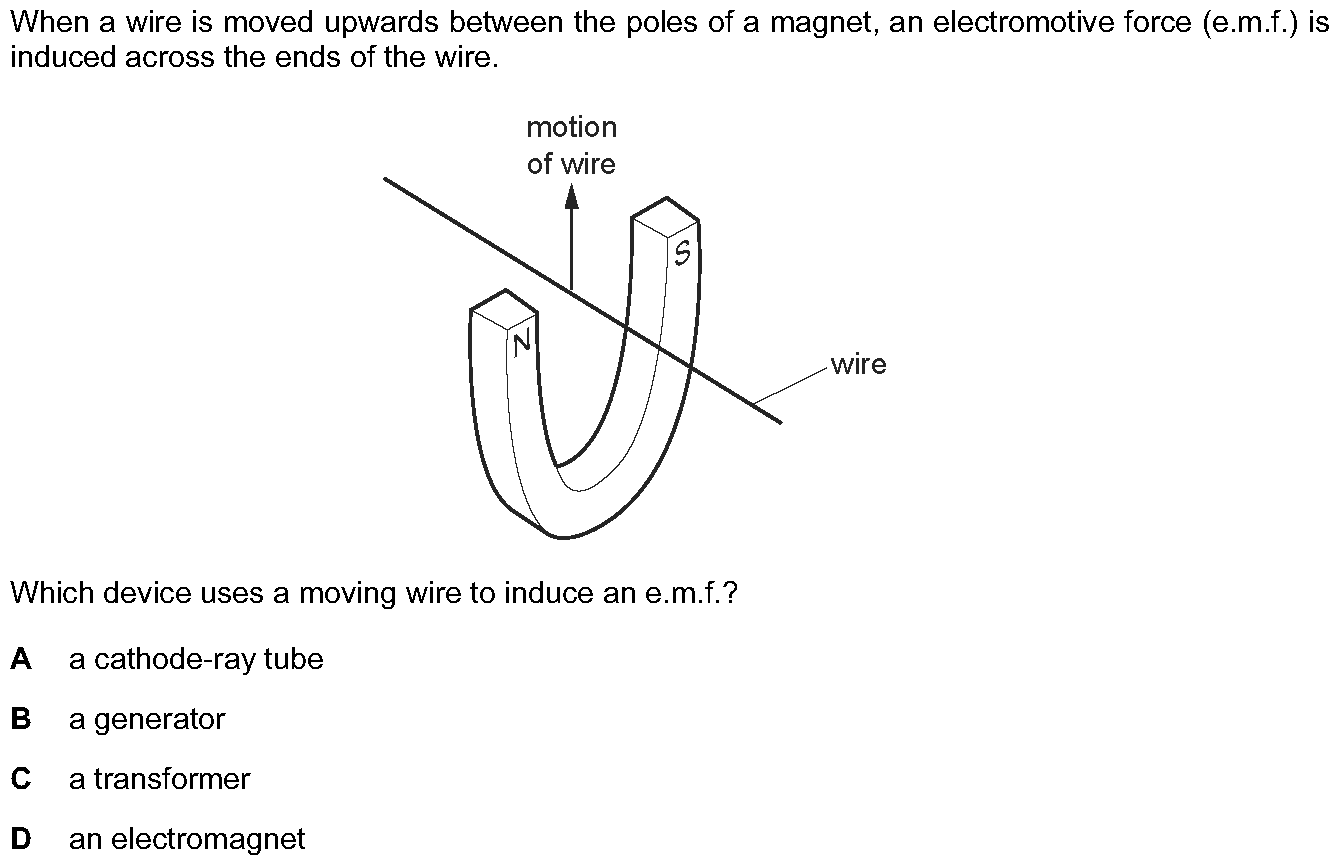 When a wire is moved upwards between the poles of a magnet, an electromotive force (e.m.f.) is
induced across the ends of the wire.
motion
of wire
S
N
wire
Which device uses a moving wire to induce an e.m.f.?
A a cathode-ray tube
B a generator
C a transformer
D an electromagnet